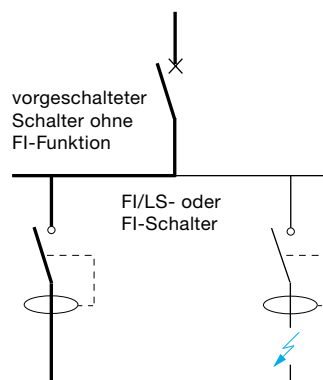 vorgeschalteter
Schalter ohne
FI-Funktion
FI/LS- oder
FI-Schalter